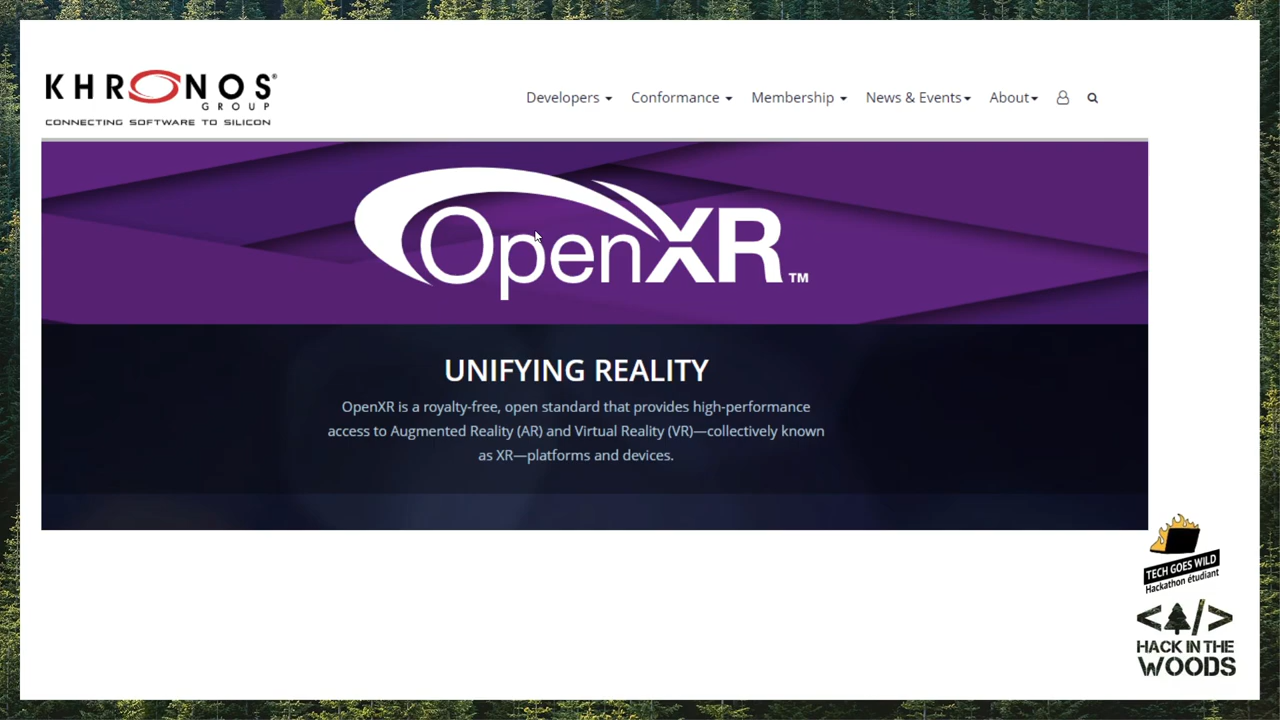 KHRONOS®
GROUP
CONNECTING SOFTWARE TO SILICON
Developers
Conformance
Membership
News & Events
About
OpenXR™
UNIFYING REALITY
OpenXR is a royalty-free, open standard that provides high-performance
access to Augmented Reality (AR) and Virtual Reality (VR)—collectively known
as XR—platforms and devices.
TECH GOES WILD
Hackathon étudiant
</>
HACK IN THE
WOODS